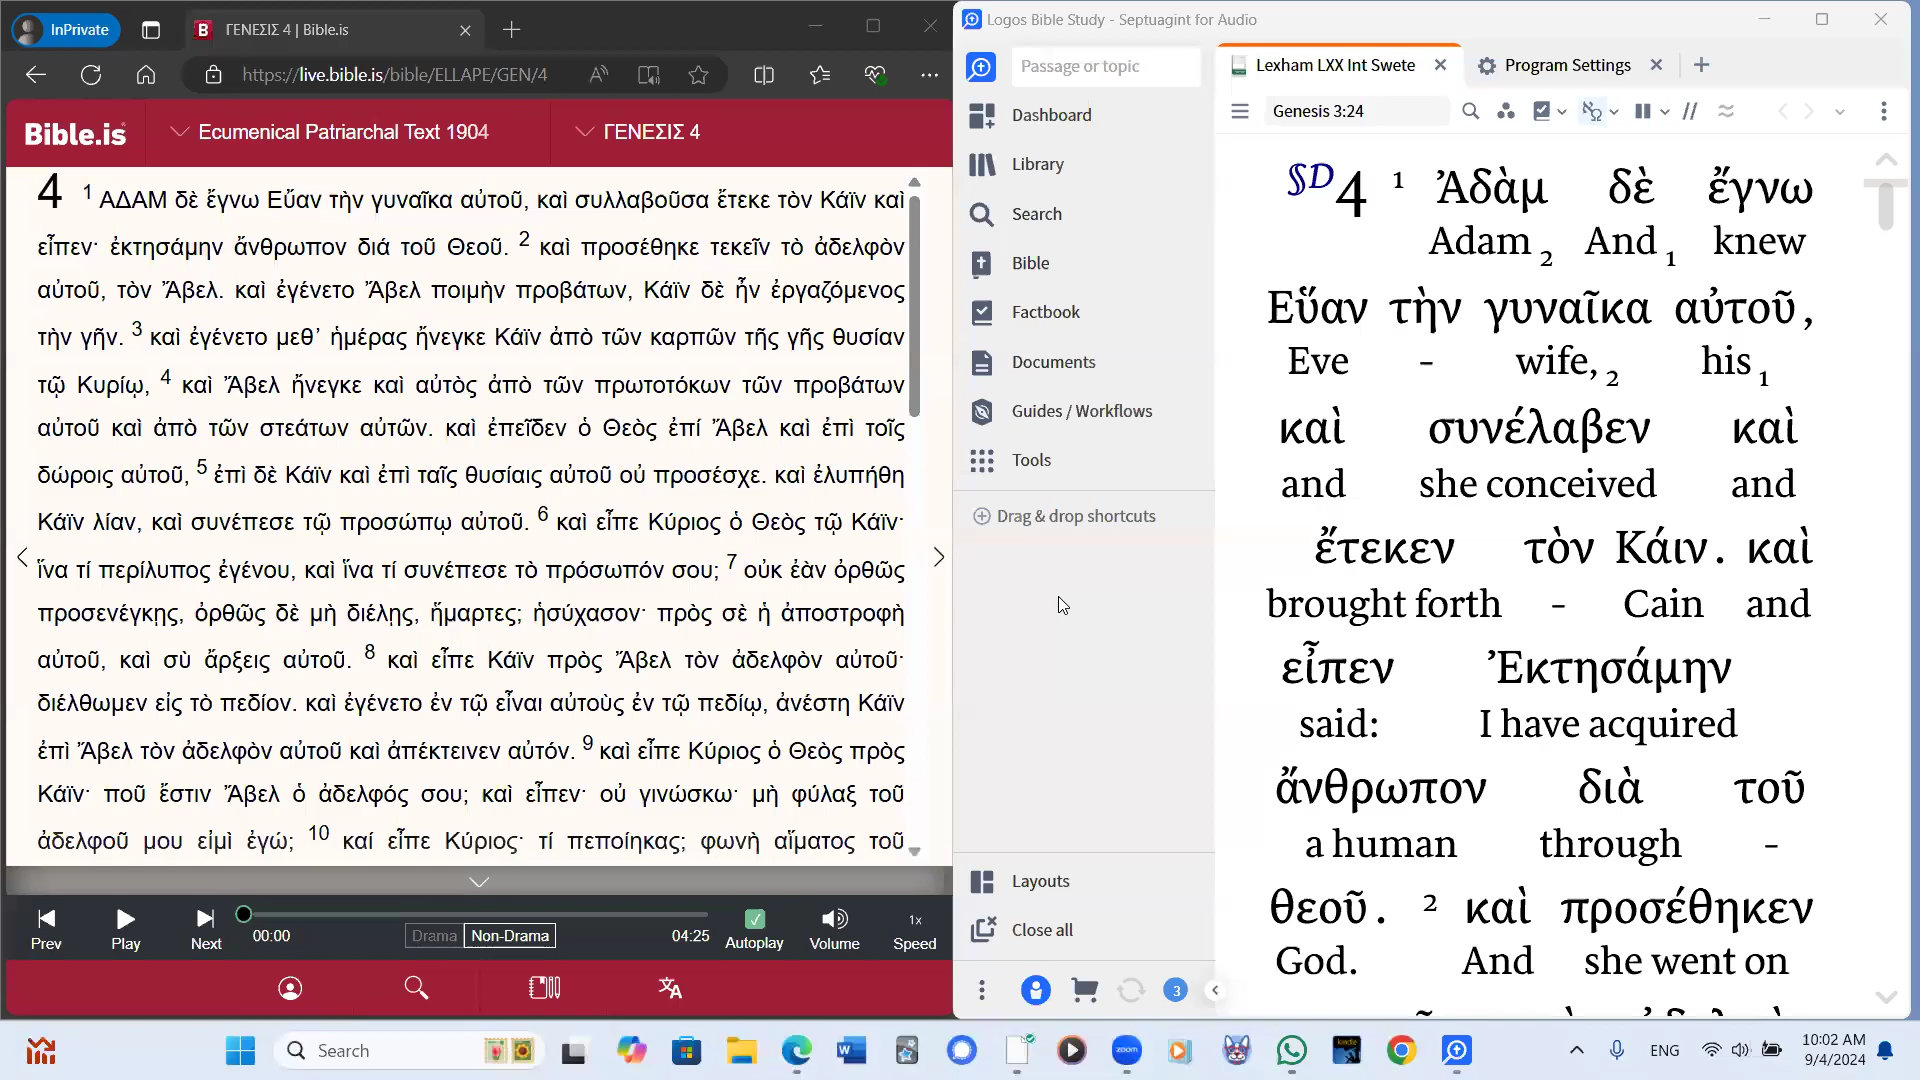 InPrivate
ΓΕΝΕΣΙΣ 4 | Bible.is
https://live.bible.is/bible/ELLAPE/GEN/4
Bible.is
Ecumenical Patriarchal Text 1904
ΓΕΝΕΣΙΣ 4
4 1 ΑΔΑΜ δὲ ἔγνω Εὔαν τὴν γυναῖκα αὐτοῦ, καὶ συλλαβοῦσα ἔτεκε τὸν Κάϊν καὶ
εἶπεν· ἐκτησάμην ἄνθρωπον διά τοῦ Θεοῦ. 2 καὶ προσέθηκε τεκεῖν τὸ ἀδελφὸν
αὐτοῦ, τὸν Ἄβελ. καὶ ἐγένετο Ἄβελ ποιμὴν προβάτων, Κάϊν δὲ ἦν ἐργαζόμενος
τὴν γῆν. 3 καὶ ἐγένετο μεθ’ ἡμέρας ἤνεγκε Κάϊν ἀπὸ τῶν καρπῶν τῆς γῆς θυσίαν
τῷ Κυρίῳ, 4 καὶ Ἄβελ ἤνεγκε καὶ αὐτὸς ἀπὸ τῶν πρωτοτόκων τῶν προβάτων
αὐτοῦ καὶ ἀπὸ τῶν στεάτων αὐτῶν. καὶ ἐπεῖδεν ὁ Θεὸς ἐπί Ἄβελ καὶ ἐπὶ τοῖς
δώροις αὐτοῦ, 5 ἐπὶ δὲ Κάϊν καὶ ἐπὶ ταῖς θυσίαις αὐτοῦ οὐ προσέσχε. καὶ ἐλυπήθη
Κάϊν λίαν, καὶ συνέπεσε τῷ προσώπῳ αὐτοῦ. 6 καὶ εἶπε Κύριος ὁ Θεὸς τῷ Κάϊν·
ἵνα τί περίλυπος ἐγένου, καὶ ἵνα τί συνέπεσε τὸ πρόσωπόν σου; 7 οὐκ ἐὰν ὀρθῶς
προσενέγκῃς, ὀρθῶς δὲ μὴ διέλῃς, ἥμαρτες; ἡσύχασον· πρὸς σὲ ἡ ἀποστροφὴ
αὐτοῦ, καὶ σὺ ἄρξεις αὐτοῦ. 8 καὶ εἶπε Κάϊν πρὸς Ἄβελ τὸν ἀδελφὸν αὐτοῦ·
διέλθωμεν εἰς τὸ πεδίον. καὶ ἐγένετο ἐν τῷ εἶναι αὐτοὺς ἐν τῷ πεδίῳ, ἀνέστη Κάϊν
ἐπὶ Ἄβελ τὸν ἀδελφὸν αὐτοῦ καὶ ἀπέκτεινεν αὐτόν. 9 καὶ εἶπε Κύριος ὁ Θεὸς πρὸς
Κάϊν· ποῦ ἔστιν Ἄβελ ὁ ἀδελφός σου; καὶ εἶπεν· οὐ γινώσκω· μὴ φύλαξ τοῦ
ἀδελφοῦ μου εἰμὶ ἐγώ; 10 καί εἶπε Κύριος· τί πεποίηκας; φωνὴ αἵματος τοῦ
Prev
Play
Next
00:00
Drama
Non-Drama
04:25
Autoplay
Volume
1x
Speed
Logos Bible Study - Septuagint for Audio
Passage or topic
Dashboard
Library
Search
Bible
Factbook
Documents
Guides / Workflows
Tools
Drag & drop shortcuts
Layouts
Close all
3
Lexham LXX Int Swete
Program Settings
Genesis 3:24
4 1 Ἀδὰμ δὲ ἔγνω
Adam 2 And 1 knew
Εὔαν τὴν γυναῖκα αὐτοῦ,
Eve - wife, 2 his 1
καὶ συνέλαβεν καὶ
and she conceived and
ἔτεκεν τὸν Κάιν. καὶ
brought forth - Cain and
εἶπεν Ἐκτησάμην
said: I have acquired
ἄνθρωπον διὰ τοῦ
a human through -
θεοῦ. 2 καὶ προσέθηκεν
God. And she went on
Search
zoom
kindle
ENG
10:02 AM
9/4/2024